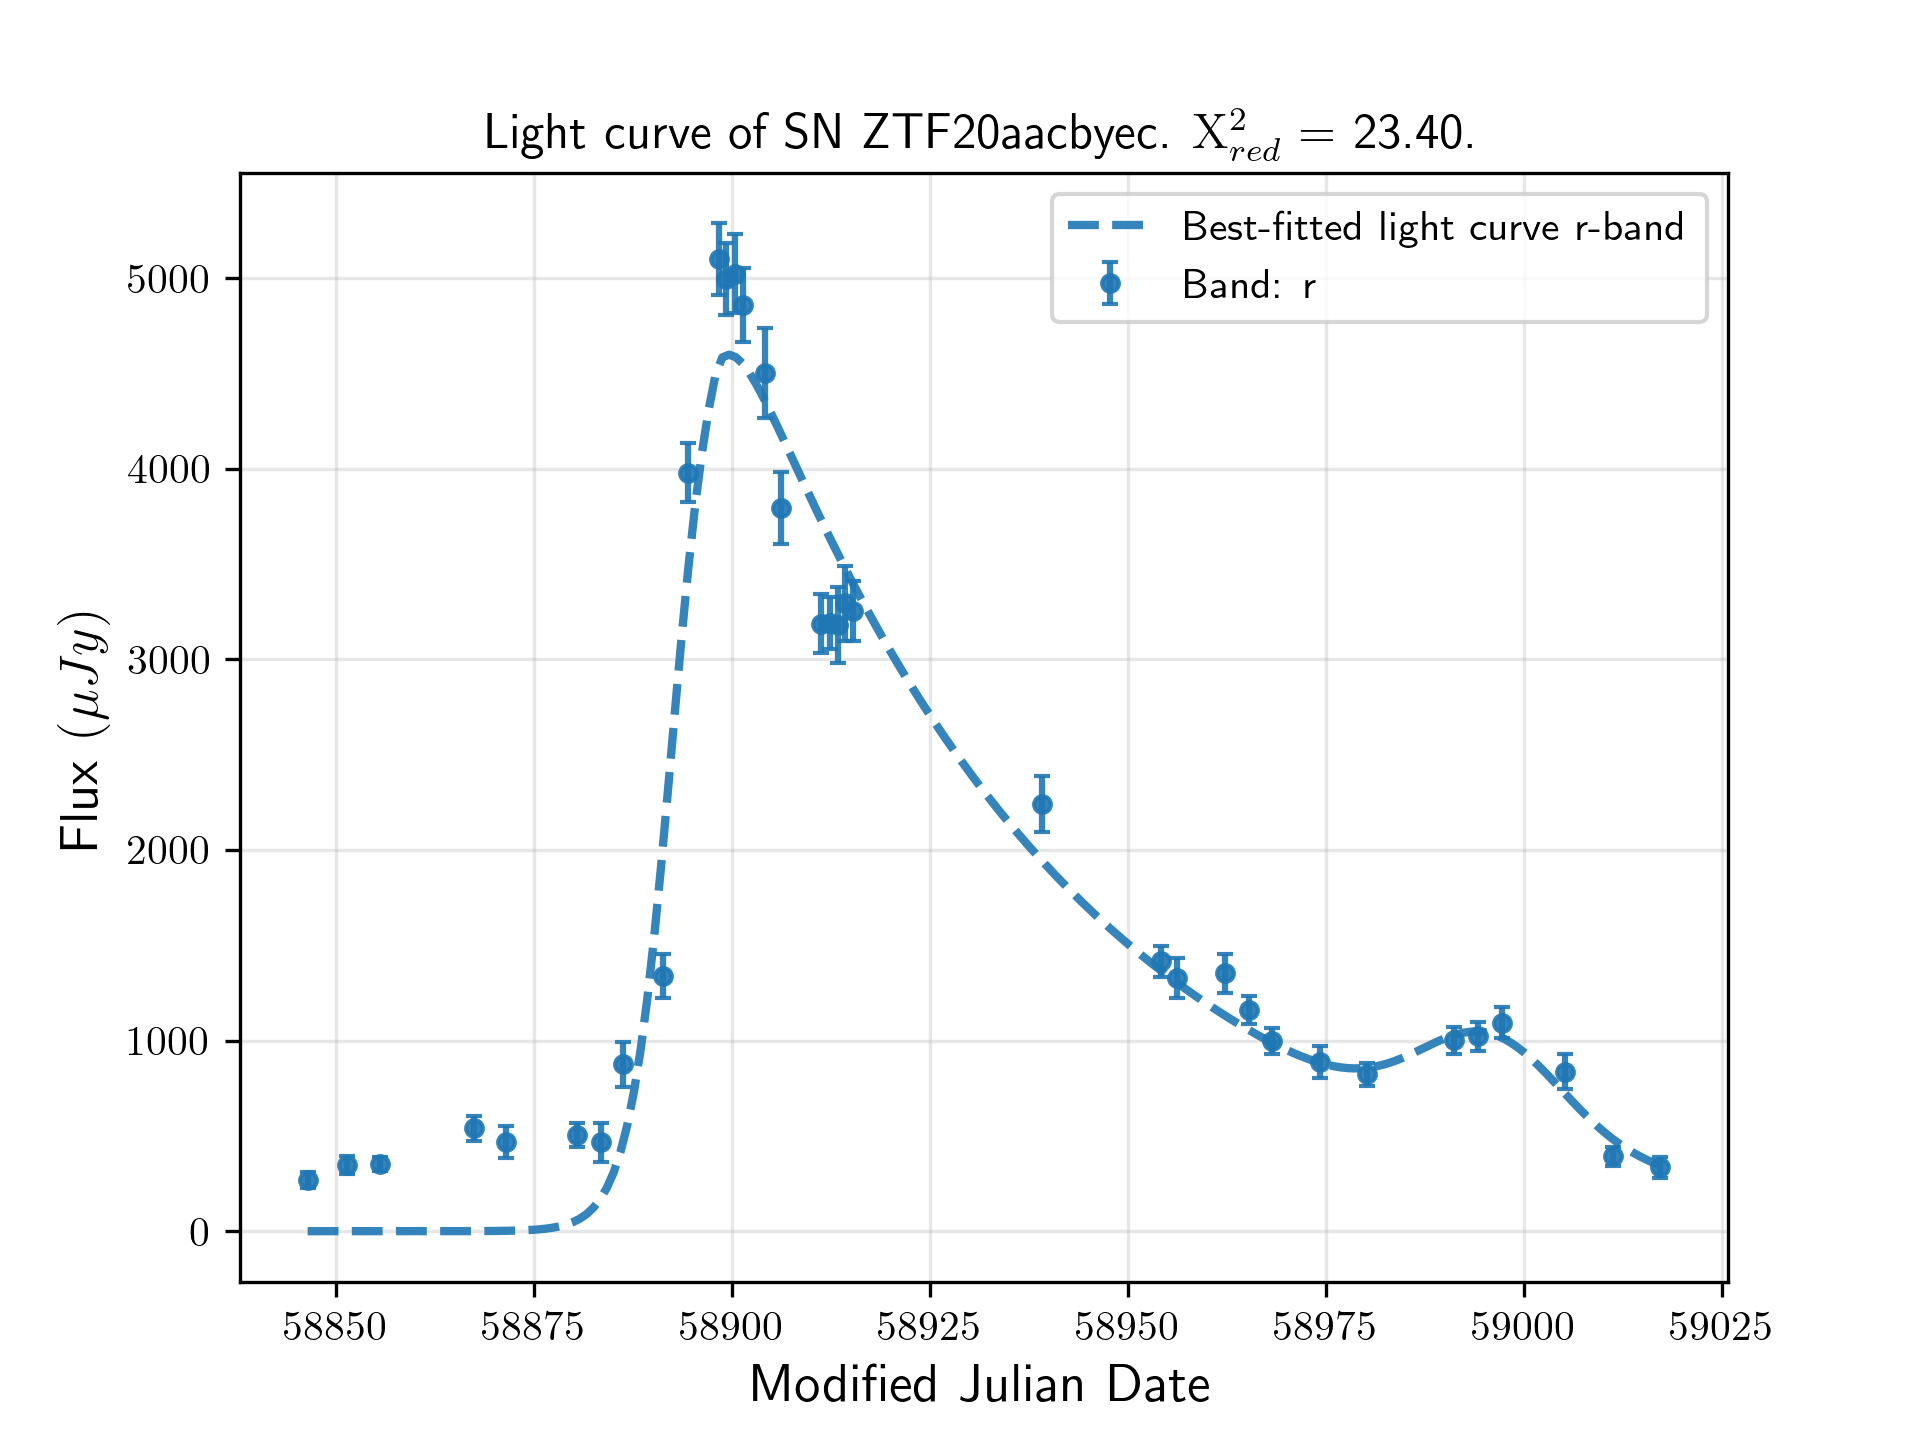 Light curve of SN ZTF20aacbyec. X²_red = 23.40.
Best-fitted light curve r-band
Band: r
Flux (μJy)
5000
4000
3000
2000
1000
0
58850 58875 58900 58925 58950 58975 59000 59025
Modified Julian Date